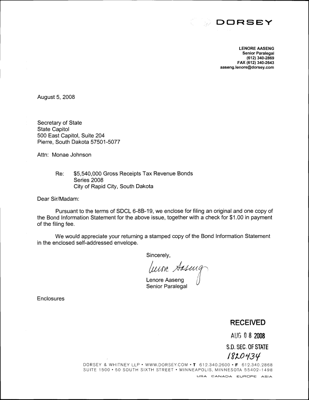 DORSEY
LENORE AASENG
Senior Paralegal
(612) 340-2869
FAX (612) 340-2643
aaseng.lenore@dorsey.com
August 5, 2008
Secretary of State
State Capitol
500 East Capitol, Suite 204
Pierre, South Dakota 57501-5077
Attn: Monae Johnson
Re: $5,540,000 Gross Receipts Tax Revenue Bonds
Series 2008
City of Rapid City, South Dakota
Dear Sir/Madam:
Pursuant to the terms of SDCL 6-8B-19, we enclose for filing an original and one copy of
the Bond Information Statement for the above issue, together with a check for $1.00 in payment
of the filing fee.
We would appreciate your returning a stamped copy of the Bond Information Statement
in the enclosed self-addressed envelope.
Sincerely,
Lenore Aaseng
Lenore Aaseng
Senior Paralegal
Enclosures
RECEIVED
AUG 08 2008
S.D. SEC. OF STATE
1820434
DORSEY & WHITNEY LLP • WWW.DORSEY.COM • T 612.340.2600 • F 612.340.2868
SUITE 1500 • 50 SOUTH SIXTH STREET • MINNEAPOLIS, MINNESOTA 55402-1498
USA CANADA EUROPE ASIA